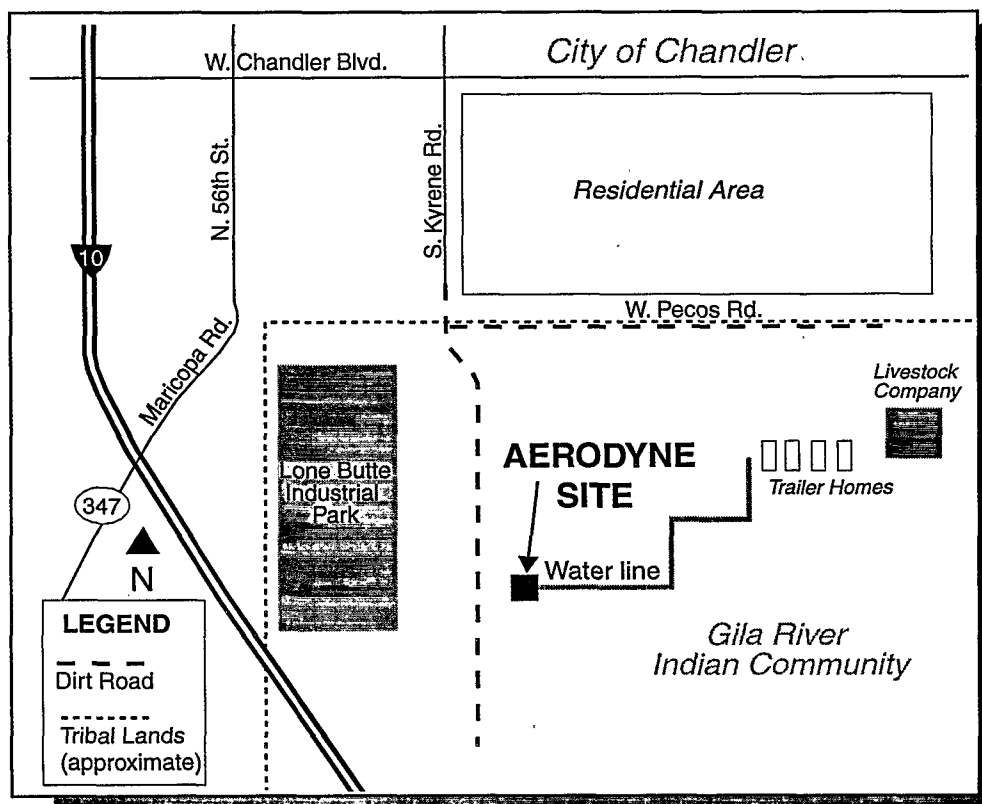 City of Chandler
W. Chandler Blvd.
N. 56th St.
S. Kyrene Rd.
Residential Area
10
W. Pecos Rd.
Maricopa Rd.
Livestock
Company
Lone Butte
Industrial
Park
AERODYNE
SITE
Trailer Homes
347
N
Water line
LEGEND
Dirt Road
Tribal Lands
(approximate)
Gila River
Indian Community